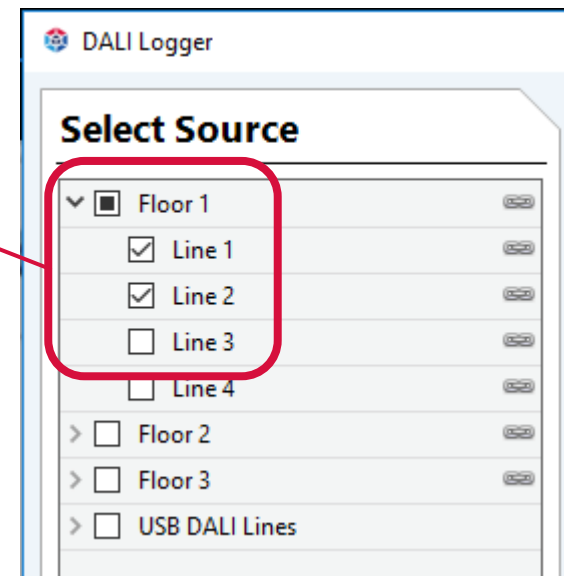 DALI Logger
Select Source
Floor 1
Line 1
Line 2
Line 3
Line 4
Floor 2
Floor 3
USB DALI Lines